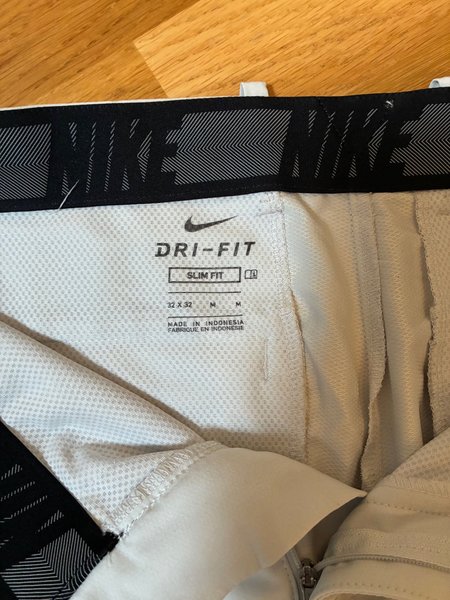 NIKE NIKE
DRI-FIT
SLIM FIT
32 X 32 M M
MADE IN INDONESIA
FABRIQUÉ EN INDONÉSIE